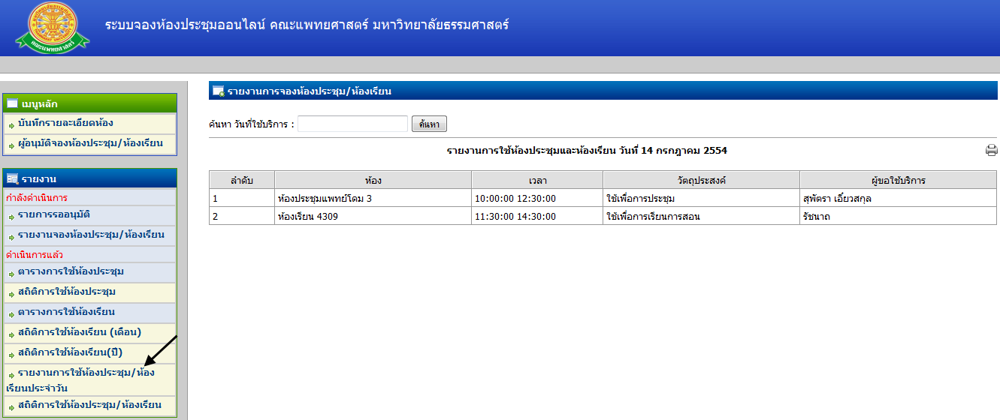 ระบบจองห้องประชุมออนไลน์ คณะแพทยศาสตร์ มหาวิทยาลัยธรรมศาสตร์
คณะแพทยศาสตร์
เมนูหลัก
บันทึกรายละเอียดห้อง
ผู้อนุมัติจองห้องประชุม/ห้องเรียน
รายงาน
กำลังดำเนินการ
รายการรออนุมัติ
รายงานจองห้องประชุม/ห้องเรียน
ดำเนินการแล้ว
ตารางการใช้ห้องประชุม
สถิติการใช้ห้องประชุม
ตารางการใช้ห้องเรียน
สถิติการใช้ห้องเรียน (เดือน)
สถิติการใช้ห้องเรียน(ปี)
รายงานการใช้ห้องประชุม/ห้อง
เรียนประจำวัน
สถิติการใช้ห้องประชุม/ห้องเรียน
รายงานการจองห้องประชุม/ห้องเรียน
ค้นหา วันที่ใช้บริการ : ค้นหา
รายงานการใช้ห้องประชุมและห้องเรียน วันที่ 14 กรกฎาคม 2554
ลำดับ ห้อง เวลา วัตถุประสงค์ ผู้ขอใช้บริการ
1 ห้องประชุมแพทย์โดม 3 10:00:00 12:30:00 ใช้เพื่อการประชุม สุพัตรา เอี๋ยวสกุล
2 ห้องเรียน 4309 11:30:00 14:30:00 ใช้เพื่อการเรียนการสอน รัชนาถ